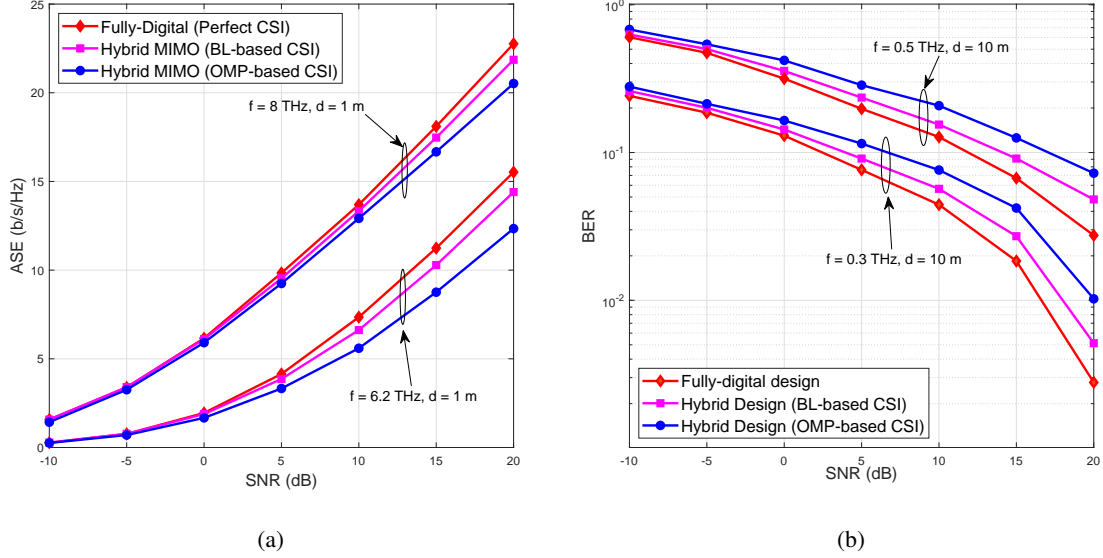 25
20
15
10
5
0
ASE (b/s/Hz)
Fully-Digital (Perfect CSI)
Hybrid MIMO (BL-based CSI)
Hybrid MIMO (OMP-based CSI)
f = 8 THz, d = 1 m
f = 6.2 THz, d = 1 m
-10 -5 0 5 10 15 20
SNR (dB)
(a)
10^0
10^-1
10^-2
BER
f = 0.5 THz, d = 10 m
f = 0.3 THz, d = 10 m
Fully-digital design
Hybrid Design (BL-based CSI)
Hybrid Design (OMP-based CSI)
-10 -5 0 5 10 15 20
SNR (dB)
(b)